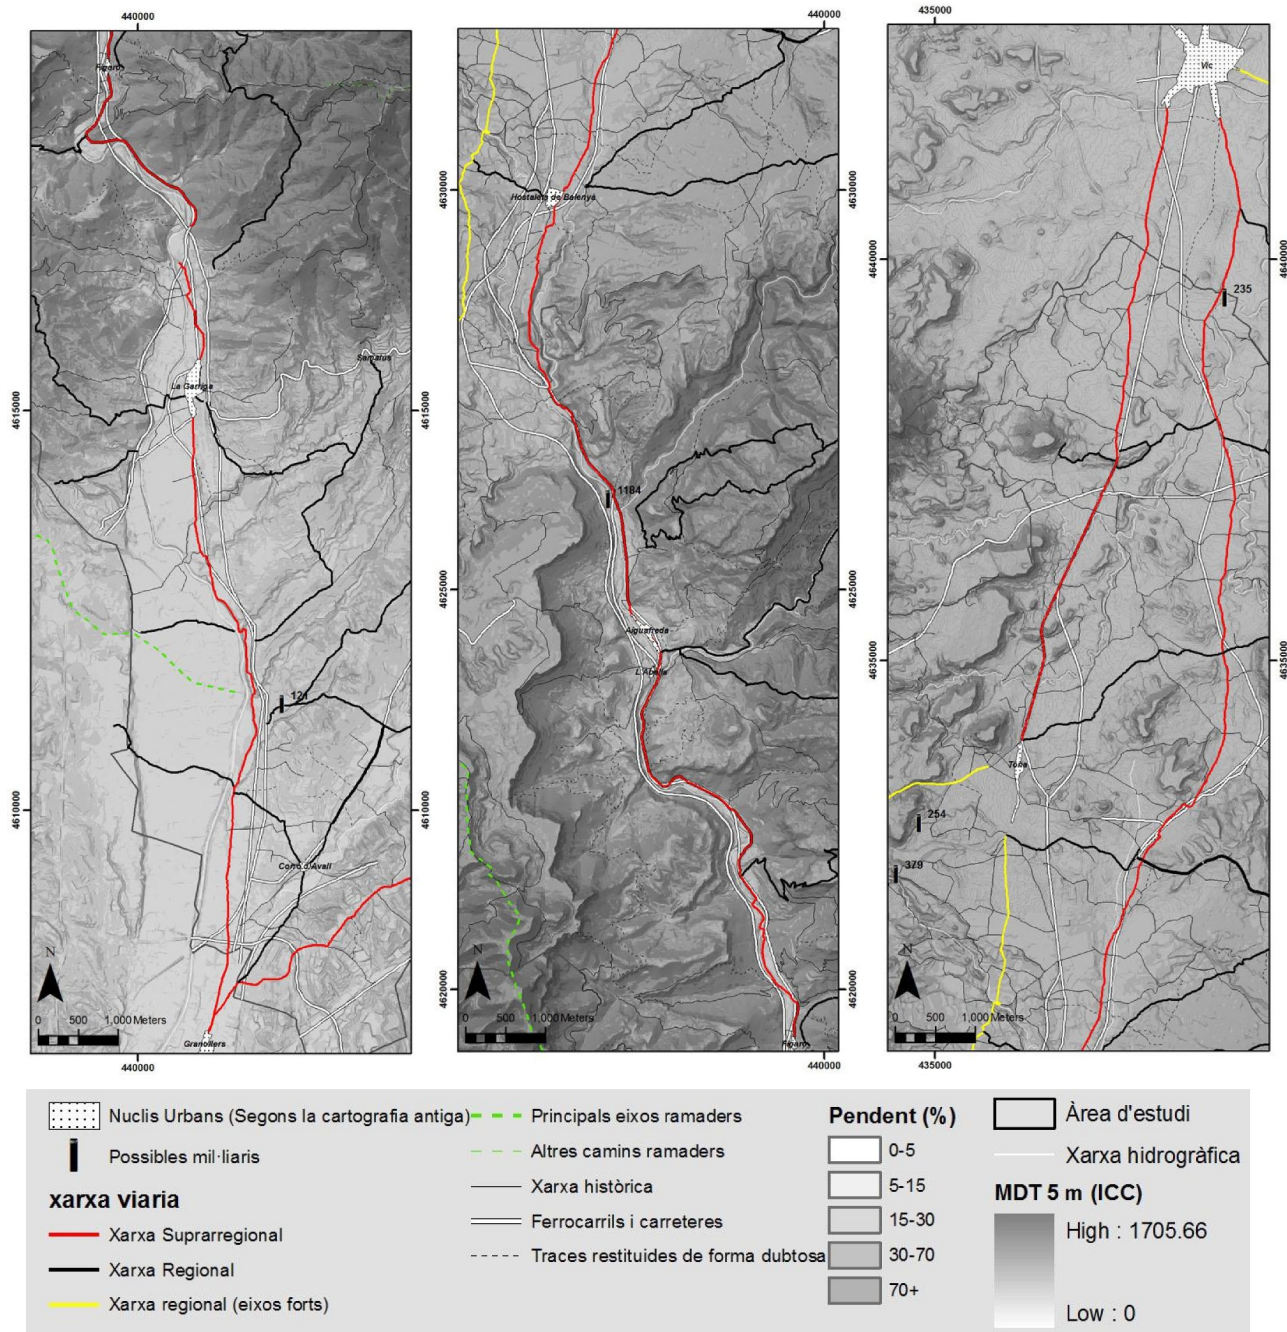 440000
440000
435000
Figaró
Vic
4630000
4630000
Hostalets de Balenyà
4640000
4640000
235
Samalús
La Garriga
4615000
4615000
1184
4625000
4625000
Aiguafreda
L'Abella
4635000
4635000
121
Tona
254
379
4610000
4610000
Corró d'Avall
N
0 500 1,000 Meters
Granollers
440000
4620000
4620000
N
0 500 1,000 Meters
Figaró
440000
N
0 500 1,000 Meters
435000
Nuclis Urbans (Segons la cartografia antiga)
Possibles mil·liaris
xarxa viaria
Xarxa Suprarregional
Xarxa Regional
Xarxa regional (eixos forts)
Principals eixos ramaders
Altres camins ramaders
Xarxa històrica
Ferrocarrils i carreteres
Traces restituides de forma dubtosa
Pendent (%)
0-5
5-15
15-30
30-70
70+
Àrea d'estudi
Xarxa hidrogràfica
MDT 5 m (ICC)
High : 1705.66
Low : 0